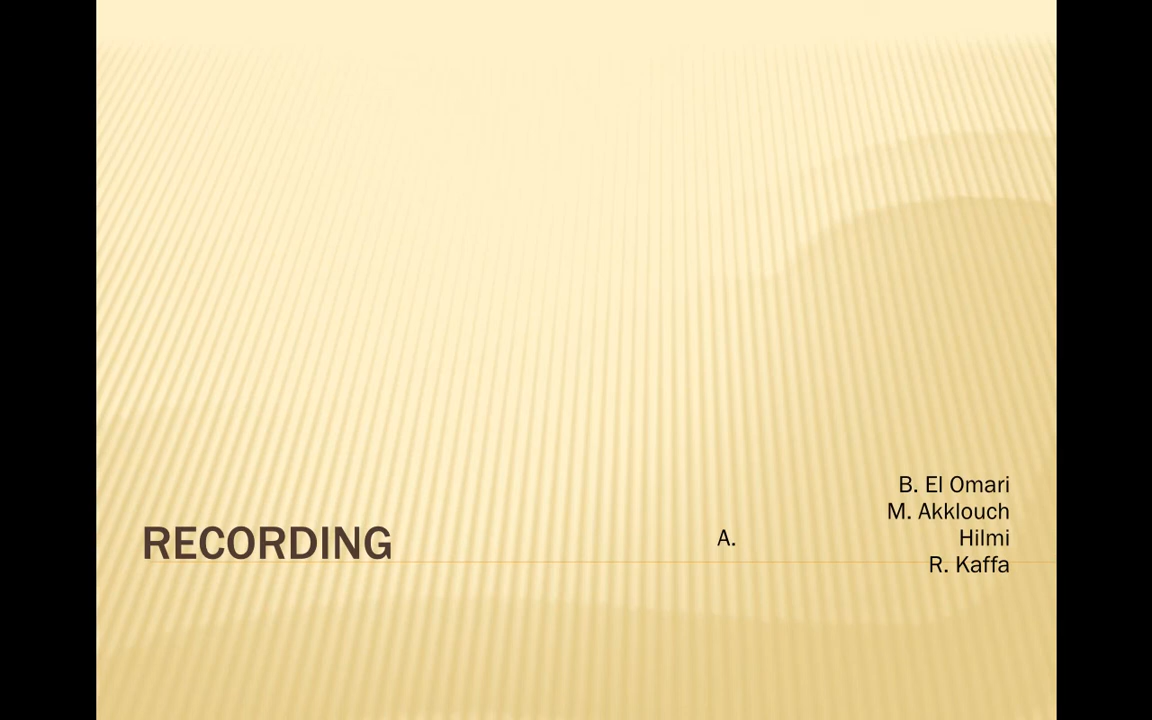 RECORDING
B. El Omari
M. Akklouch
A. Hilmi
R. Kaffa